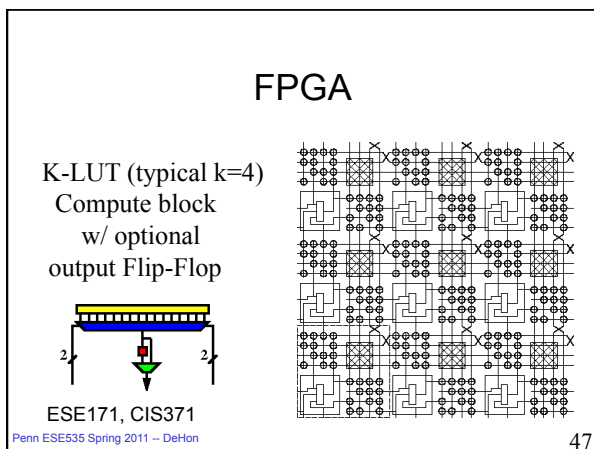 FPGA
K-LUT (typical k=4)
Compute block
w/ optional
output Flip-Flop
2
2
ESE171, CIS371
Penn ESE535 Spring 2011 -- DeHon
47